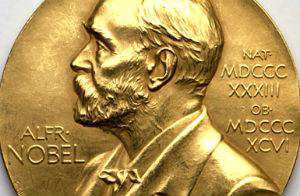 ALFR·
NOBEL
NAT·
MDCCC
XXXIII
OB·
MDCCC
XCVI